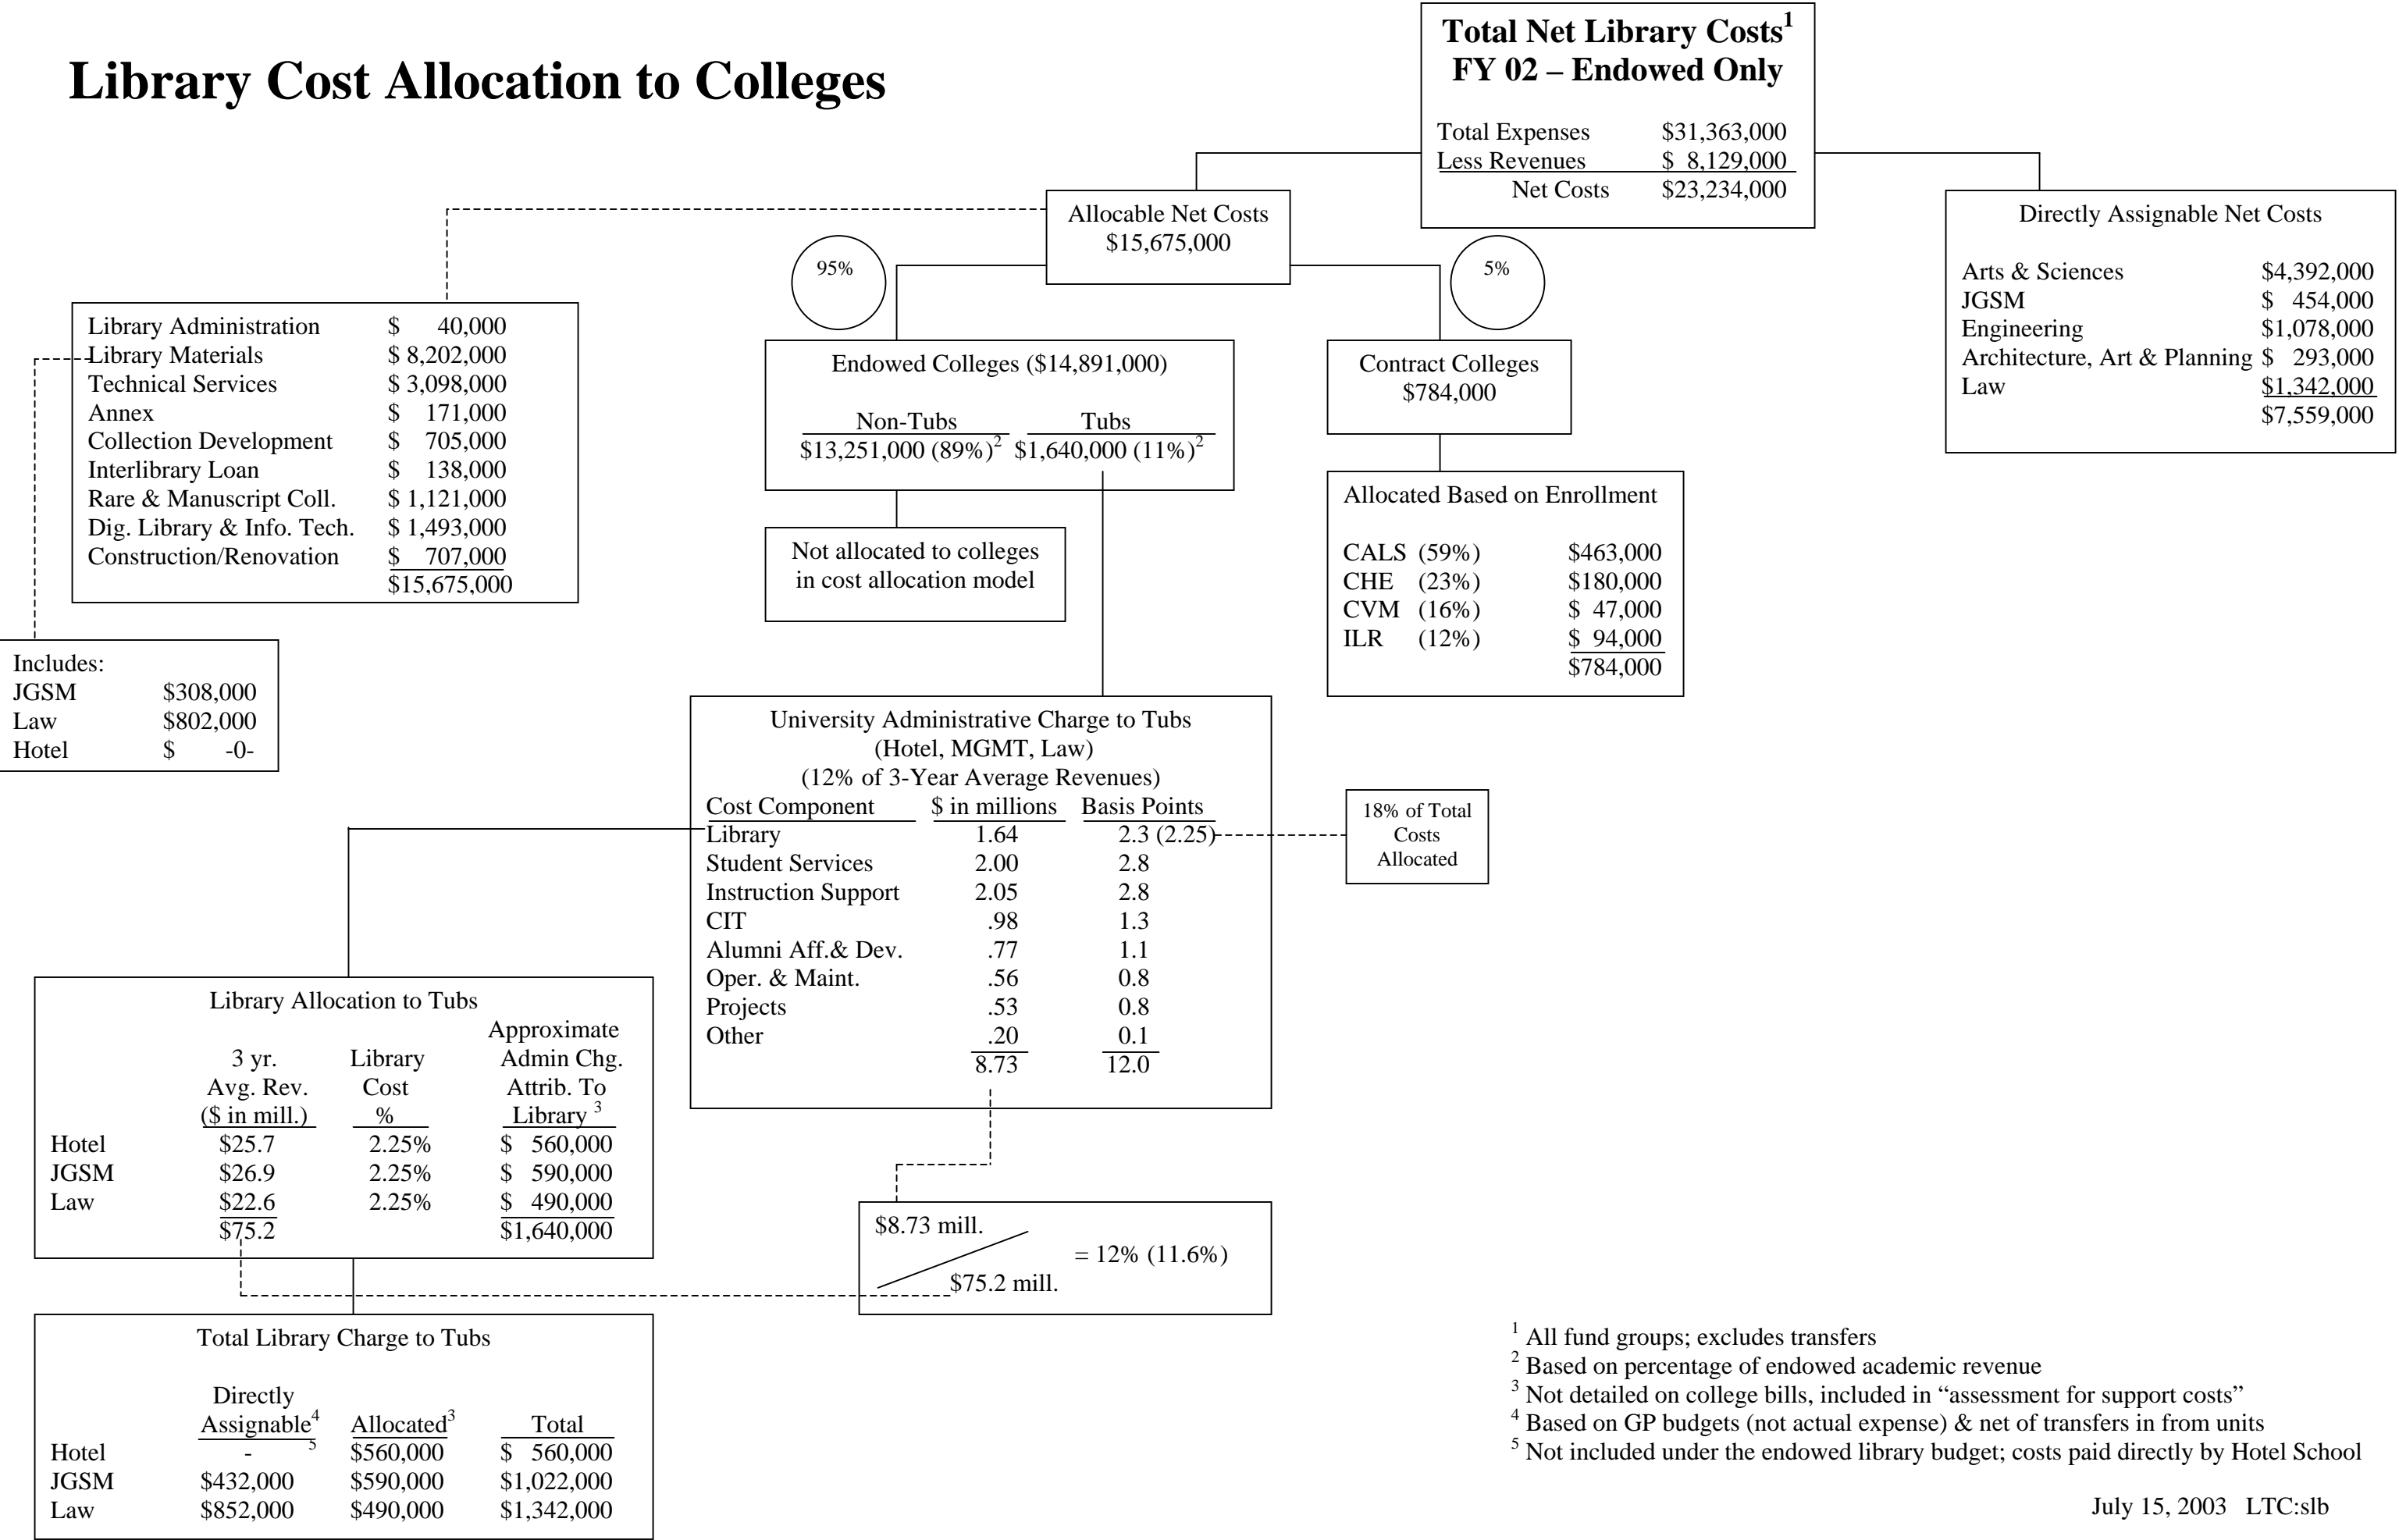 Library Cost Allocation to Colleges
Total Net Library Costs1
FY 02 – Endowed Only
Total Expenses $31,363,000
Less Revenues $ 8,129,000
Net Costs $23,234,000
Allocable Net Costs
$15,675,000
Directly Assignable Net Costs
Arts & Sciences $4,392,000
JGSM $ 454,000
Engineering $1,078,000
Architecture, Art & Planning $ 293,000
Law $1,342,000
$7,559,000
95%
5%
Library Administration $ 40,000
Library Materials $ 8,202,000
Technical Services $ 3,098,000
Annex $ 171,000
Collection Development $ 705,000
Interlibrary Loan $ 138,000
Rare & Manuscript Coll. $ 1,121,000
Dig. Library & Info. Tech. $ 1,493,000
Construction/Renovation $ 707,000
$15,675,000
Endowed Colleges ($14,891,000)
Non-Tubs Tubs
$13,251,000 (89%)2 $1,640,000 (11%)2
Contract Colleges
$784,000
Not allocated to colleges
in cost allocation model
Allocated Based on Enrollment
CALS (59%) $463,000
CHE (23%) $180,000
CVM (16%) $ 47,000
ILR (12%) $ 94,000
$784,000
Includes:
JGSM $308,000
Law $802,000
Hotel $ -0-
University Administrative Charge to Tubs
(Hotel, MGMT, Law)
(12% of 3-Year Average Revenues)
Cost Component $ in millions Basis Points
Library 1.64 2.3 (2.25)
Student Services 2.00 2.8
Instruction Support 2.05 2.8
CIT .98 1.3
Alumni Aff.& Dev. .77 1.1
Oper. & Maint. .56 0.8
Projects .53 0.8
Other .20 0.1
8.73 12.0
18% of Total
Costs
Allocated
Library Allocation to Tubs
Approximate
3 yr. Library Admin Chg.
Avg. Rev. Cost Attrib. To
($ in mill.) % Library 3
Hotel $25.7 2.25% $ 560,000
JGSM $26.9 2.25% $ 590,000
Law $22.6 2.25% $ 490,000
$75.2 $1,640,000
$8.73 mill.
= 12% (11.6%)
$75.2 mill.
Total Library Charge to Tubs
Directly
Assignable4 Allocated3 Total
Hotel - 5 $560,000 $ 560,000
JGSM $432,000 $590,000 $1,022,000
Law $852,000 $490,000 $1,342,000
1 All fund groups; excludes transfers
2 Based on percentage of endowed academic revenue
3 Not detailed on college bills, included in “assessment for support costs”
4 Based on GP budgets (not actual expense) & net of transfers in from units
5 Not included under the endowed library budget; costs paid directly by Hotel School
July 15, 2003 LTC:slb